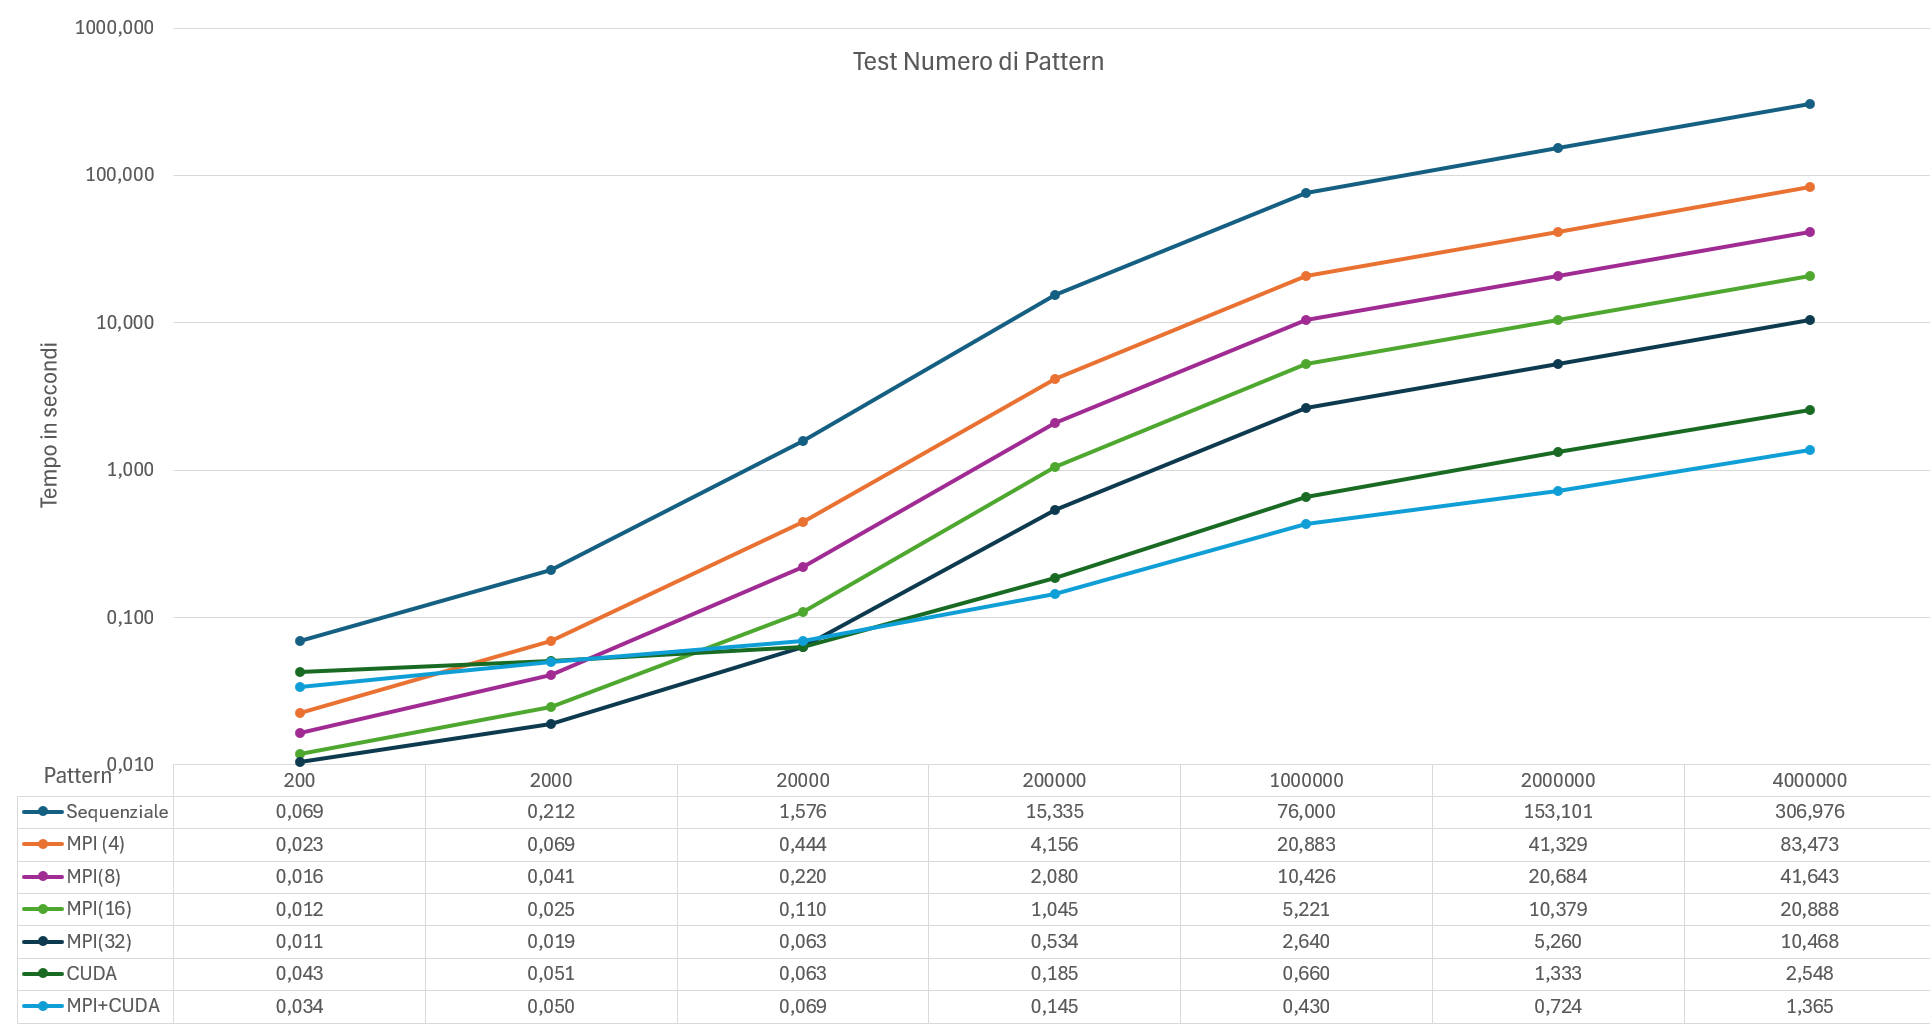 Test Numero di Pattern
1000,000
100,000
10,000
1,000
0,100
0,010
Tempo in secondi
Pattern 200 2000 20000 200000 1000000 2000000 4000000
Sequenziale 0,069 0,212 1,576 15,335 76,000 153,101 306,976
MPI (4) 0,023 0,069 0,444 4,156 20,883 41,329 83,473
MPI(8) 0,016 0,041 0,220 2,080 10,426 20,684 41,643
MPI(16) 0,012 0,025 0,110 1,045 5,221 10,379 20,888
MPI(32) 0,011 0,019 0,063 0,534 2,640 5,260 10,468
CUDA 0,043 0,051 0,063 0,185 0,660 1,333 2,548
MPI+CUDA 0,034 0,050 0,069 0,145 0,430 0,724 1,365